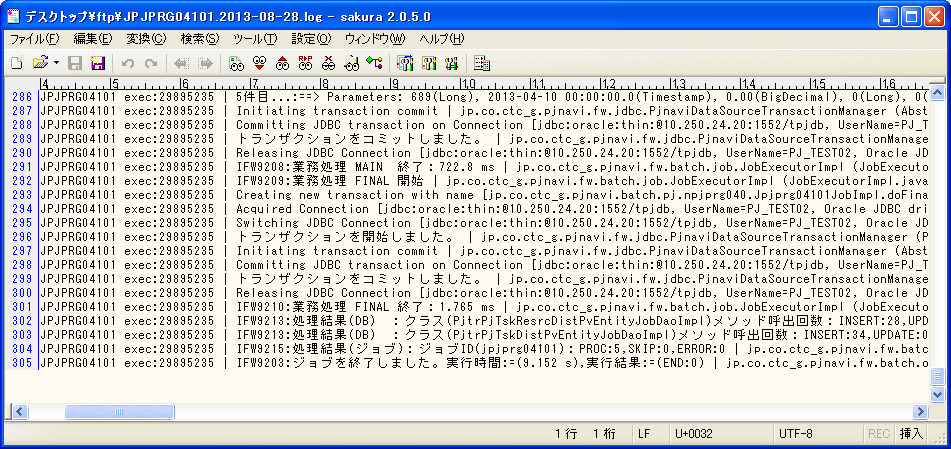 デスクトップ¥ftp¥JPJPRG04101.2013-08-28.log - sakura 2.0.5.0
ファイル(F) 編集(E) 変換(C) 検索(S) ツール(T) 設定(O) ウィンドウ(W) ヘルプ(H)
4 5 6 7 8 9 10 11 12 13 14 15 16
286 JPJPRG04101 exec:29895235 | 5件目...:==> Parameters: 689(Long), 2013-04-10 00:00:00.0(Timestamp), 0.00(BigDecimal), 0(Long), 0(
287 JPJPRG04101 exec:29895235 | Initiating transaction commit | jp.co.ctc_g.pjnavi.fw.jdbc.PjnaviDataSourceTransactionManager (Abst
288 JPJPRG04101 exec:29895235 | Committing JDBC transaction on Connection [jdbc:oracle:thin:@10.250.24.20:1552/tpjdb, UserName=PJ_T
289 JPJPRG04101 exec:29895235 | トランザクションをコミットしました。 | jp.co.ctc_g.pjnavi.fw.jdbc.PjnaviDataSourceTransactionManage
290 JPJPRG04101 exec:29895235 | Releasing JDBC Connection [jdbc:oracle:thin:@10.250.24.20:1552/tpjdb, UserName=PJ_TEST02, Oracle JD
291 JPJPRG04101 exec:29895235 | IFW9208:業務処理 MAIN 終了:722.8 ms | jp.co.ctc_g.pjnavi.fw.batch.job.JobExecutorImpl (JobExecuto
292 JPJPRG04101 exec:29895235 | IFW9209:業務処理 FINAL 開始 | jp.co.ctc_g.pjnavi.fw.batch.job.JobExecutorImpl (JobExecutorImpl.java
293 JPJPRG04101 exec:29895235 | Creating new transaction with name [jp.co.ctc_g.pjnavi.batch.pj.npjprg040.Jpjprg04101JobImpl.doFina
294 JPJPRG04101 exec:29895235 | Acquired Connection [jdbc:oracle:thin:@10.250.24.20:1552/tpjdb, UserName=PJ_TEST02, Oracle JDBC dri
295 JPJPRG04101 exec:29895235 | Switching JDBC Connection [jdbc:oracle:thin:@10.250.24.20:1552/tpjdb, UserName=PJ_TEST02, Oracle JD
296 JPJPRG04101 exec:29895235 | トランザクションを開始しました。 | jp.co.ctc_g.pjnavi.fw.jdbc.PjnaviDataSourceTransactionManager (P
297 JPJPRG04101 exec:29895235 | Initiating transaction commit | jp.co.ctc_g.pjnavi.fw.jdbc.PjnaviDataSourceTransactionManager (Abst
298 JPJPRG04101 exec:29895235 | Committing JDBC transaction on Connection [jdbc:oracle:thin:@10.250.24.20:1552/tpjdb, UserName=PJ_T
299 JPJPRG04101 exec:29895235 | トランザクションをコミットしました。 | jp.co.ctc_g.pjnavi.fw.jdbc.PjnaviDataSourceTransactionManage
300 JPJPRG04101 exec:29895235 | Releasing JDBC Connection [jdbc:oracle:thin:@10.250.24.20:1552/tpjdb, UserName=PJ_TEST02, Oracle JD
301 JPJPRG04101 exec:29895235 | IFW9210:業務処理 FINAL 終了:1.765 ms | jp.co.ctc_g.pjnavi.fw.batch.job.JobExecutorImpl (JobExecut
302 JPJPRG04101 exec:29895235 | IFW9213:処理結果(DB) :クラス(PjtrPjTskResrcDistPvEntityJobDaoImpl)メソッド呼出回数:INSERT:28,UPD
303 JPJPRG04101 exec:29895235 | IFW9213:処理結果(DB) :クラス(PjtrPjTskDistPvEntityJobDaoImpl)メソッド呼出回数:INSERT:34,UPDATE:0
304 JPJPRG04101 exec:29895235 | IFW9215:処理結果(ジョブ):ジョブID(jpjprg04101):PROC:5,SKIP:0,ERROR:0 | jp.co.ctc_g.pjnavi.fw.batc
305 JPJPRG04101 exec:29895235 | IFW9203:ジョブを終了しました。実行時間:=(9.152 s),実行結果:=(END:0) | jp.co.ctc_g.pjnavi.fw.batch.o
1 行 1 桁 LF U+0032 UTF-8 REC 挿入